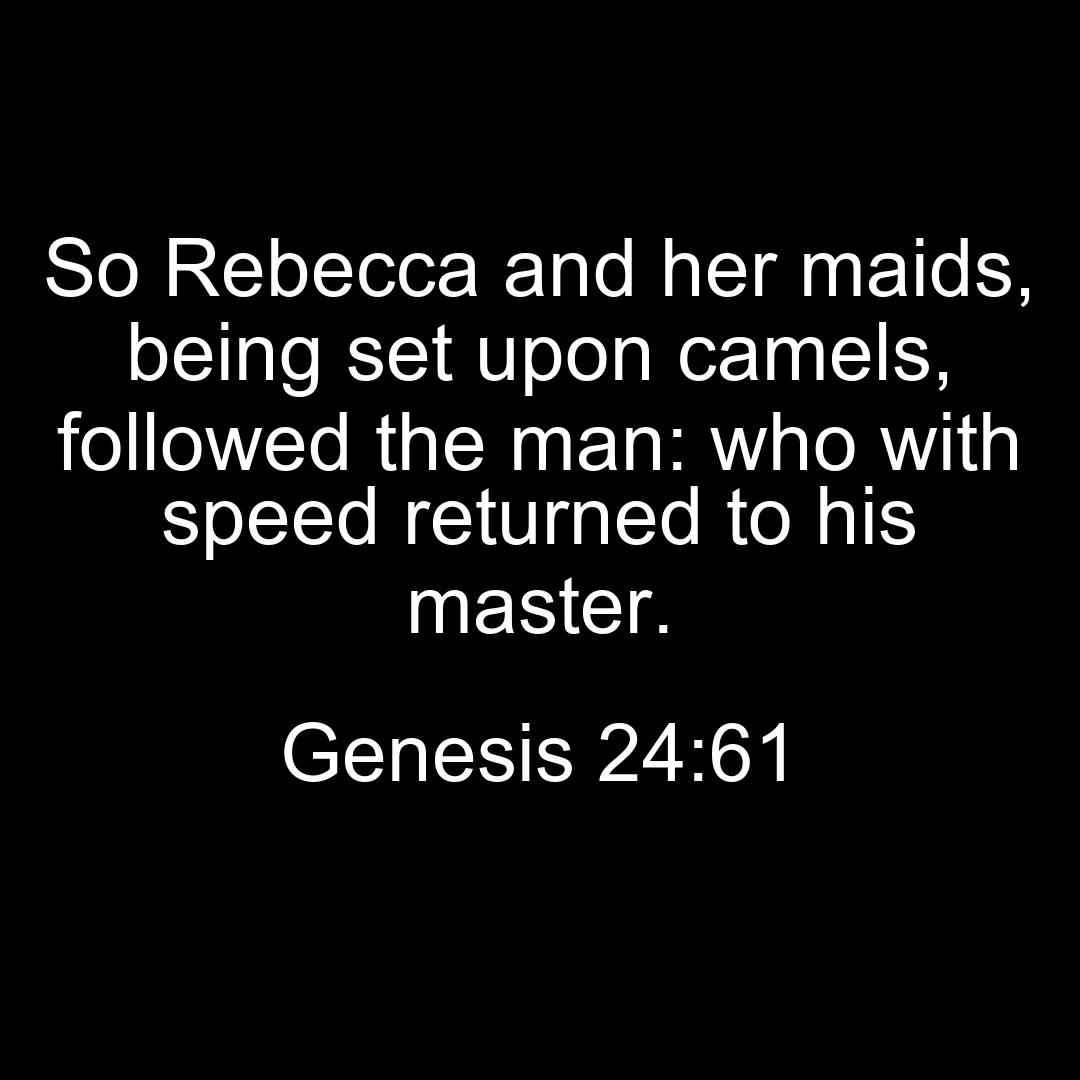 So Rebecca and her maids,
being set upon camels,
followed the man: who with
speed returned to his
master.
Genesis 24:61